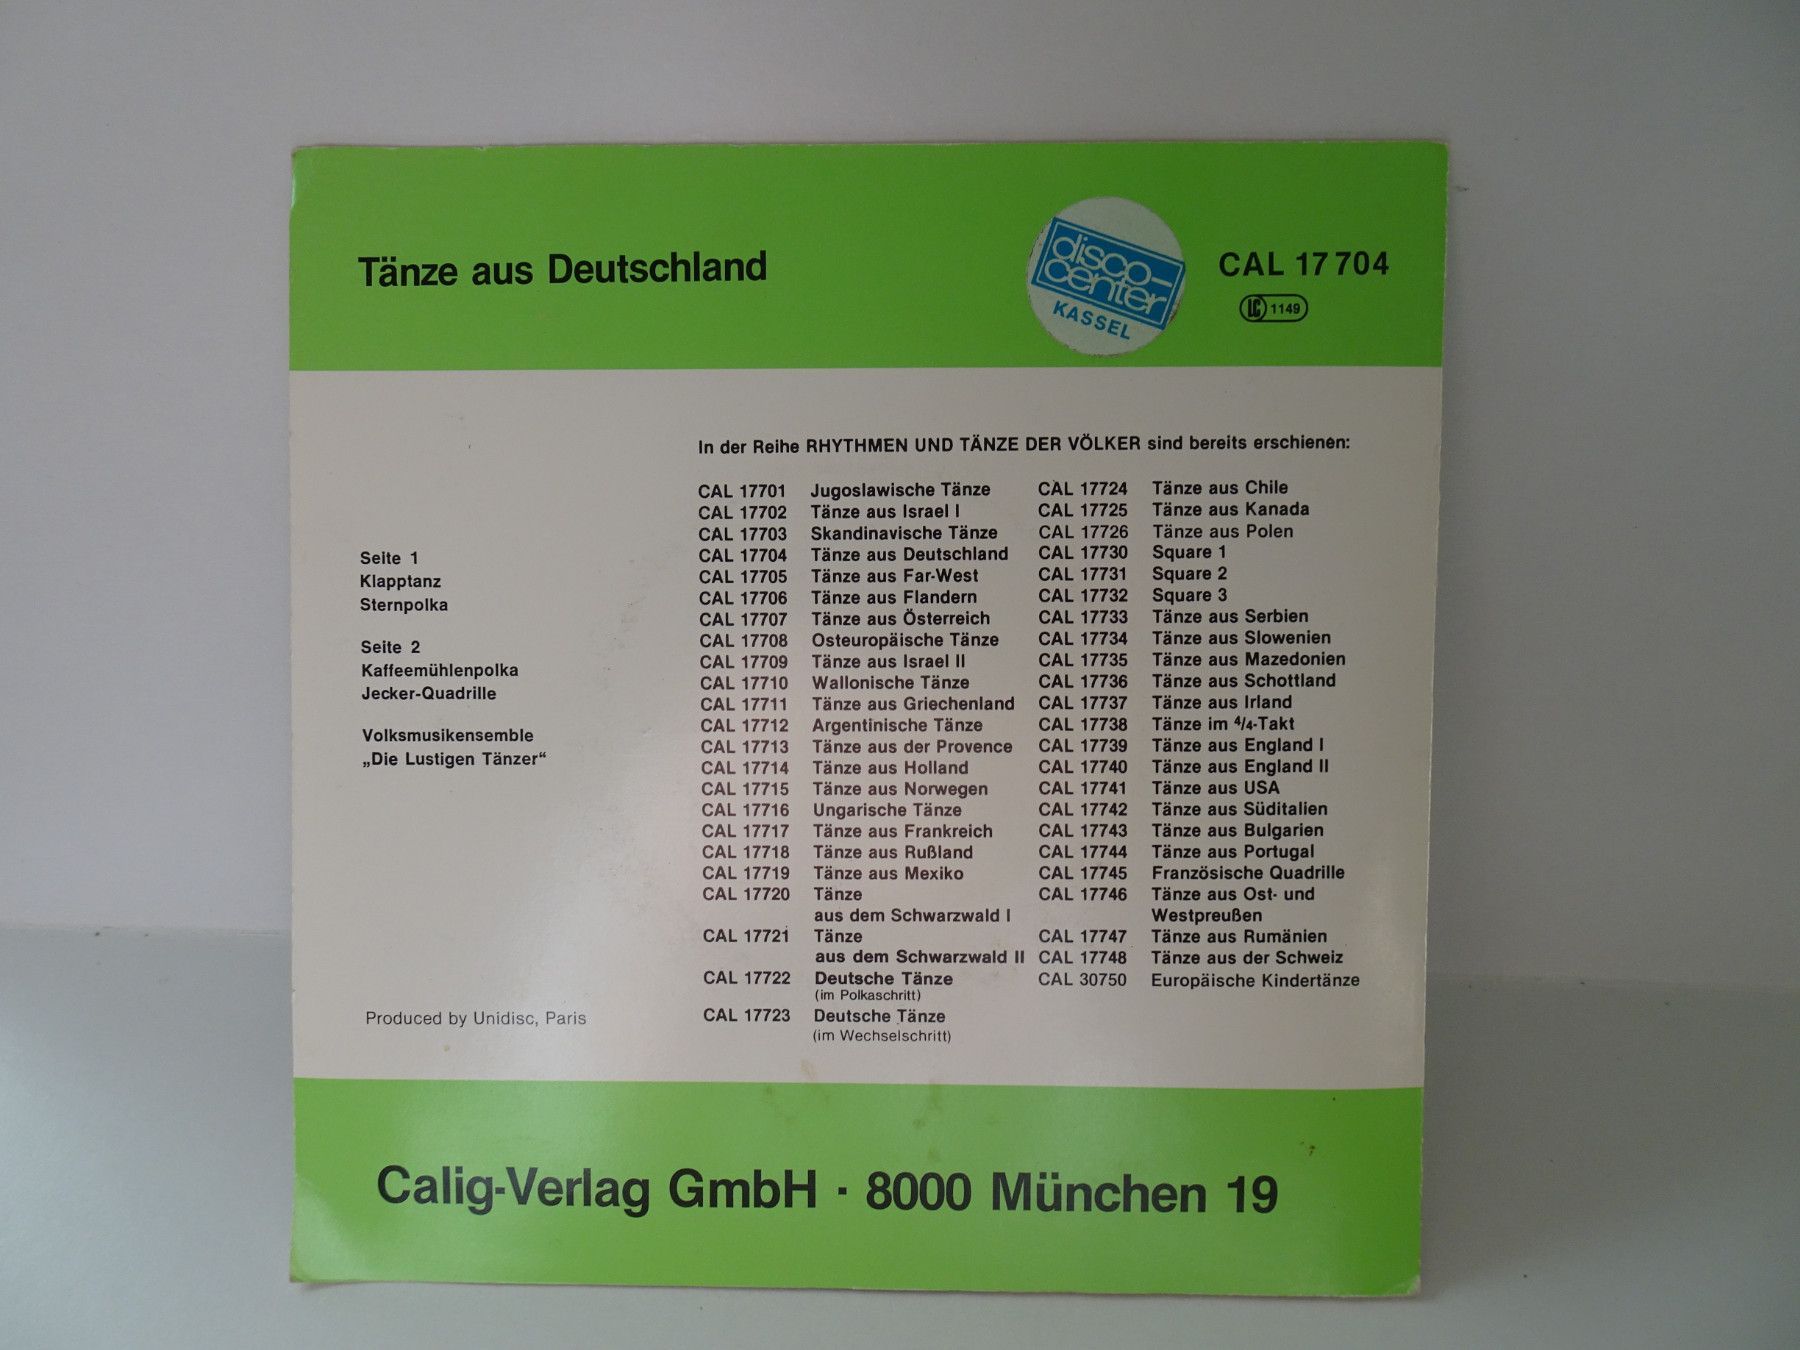 Tänze aus Deutschland
disco-
center
KASSEL
CAL 17 704
LC 1149
In der Reihe RHYTHMEN UND TÄNZE DER VÖLKER sind bereits erschienen:
Seite 1
Klapptanz
Sternpolka
Seite 2
Kaffeemühlenpolka
Jecker-Quadrille
Volksmusikensemble
„Die Lustigen Tänzer“
Produced by Unidisc, Paris
CAL 17701 Jugoslawische Tänze
CAL 17702 Tänze aus Israel I
CAL 17703 Skandinavische Tänze
CAL 17704 Tänze aus Deutschland
CAL 17705 Tänze aus Far-West
CAL 17706 Tänze aus Flandern
CAL 17707 Tänze aus Österreich
CAL 17708 Osteuropäische Tänze
CAL 17709 Tänze aus Israel II
CAL 17710 Wallonische Tänze
CAL 17711 Tänze aus Griechenland
CAL 17712 Argentinische Tänze
CAL 17713 Tänze aus der Provence
CAL 17714 Tänze aus Holland
CAL 17715 Tänze aus Norwegen
CAL 17716 Ungarische Tänze
CAL 17717 Tänze aus Frankreich
CAL 17718 Tänze aus Rußland
CAL 17719 Tänze aus Mexiko
CAL 17720 Tänze
aus dem Schwarzwald I
CAL 17721 Tänze
aus dem Schwarzwald II
CAL 17722 Deutsche Tänze
(im Polkaschritt)
CAL 17723 Deutsche Tänze
(im Wechselschritt)
CAL 17724 Tänze aus Chile
CAL 17725 Tänze aus Kanada
CAL 17726 Tänze aus Polen
CAL 17730 Square 1
CAL 17731 Square 2
CAL 17732 Square 3
CAL 17733 Tänze aus Serbien
CAL 17734 Tänze aus Slowenien
CAL 17735 Tänze aus Mazedonien
CAL 17736 Tänze aus Schottland
CAL 17737 Tänze aus Irland
CAL 17738 Tänze im 4/4-Takt
CAL 17739 Tänze aus England I
CAL 17740 Tänze aus England II
CAL 17741 Tänze aus USA
CAL 17742 Tänze aus Süditalien
CAL 17743 Tänze aus Bulgarien
CAL 17744 Tänze aus Portugal
CAL 17745 Französische Quadrille
CAL 17746 Tänze aus Ost- und
Westpreußen
CAL 17747 Tänze aus Rumänien
CAL 17748 Tänze aus der Schweiz
CAL 30750 Europäische Kindertänze
Calig-Verlag GmbH · 8000 München 19